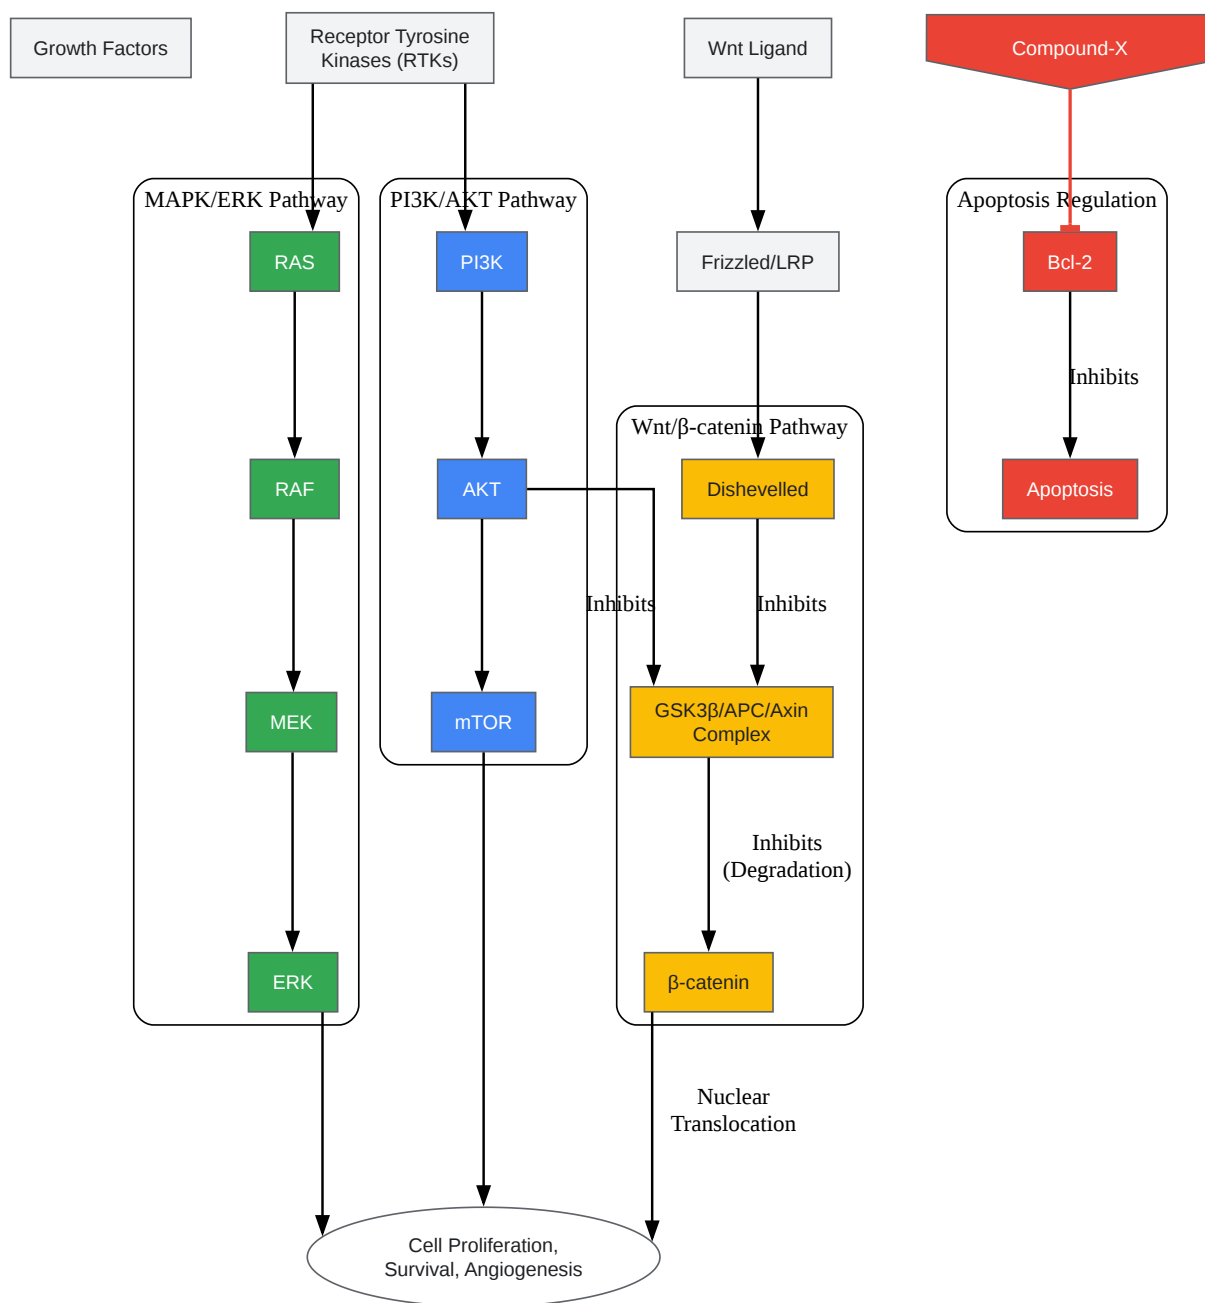 Growth Factors
Receptor Tyrosine
Kinases (RTKs)
Wnt Ligand
Compound-X
MAPK/ERK Pathway
PI3K/AKT Pathway
Apoptosis Regulation
RAS
PI3K
Frizzled/LRP
Bcl-2
Inhibits
Wnt/β-catenin Pathway
RAF
AKT
Dishevelled
Apoptosis
Inhibits
Inhibits
MEK
mTOR
GSK3β/APC/Axin
Complex
Inhibits
(Degradation)
ERK
β-catenin
Nuclear
Translocation
Cell Proliferation,
Survival, Angiogenesis